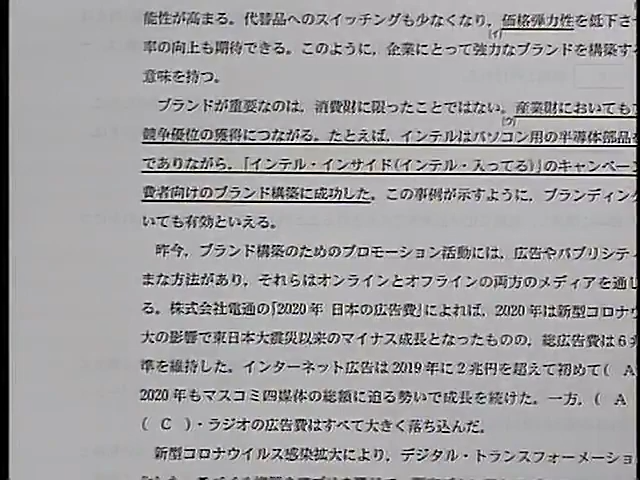 能性が高まる。代替品へのスイッチングも少なくなり，価格弾力性を低下さ
(イ)
率の向上も期待できる。このように，企業にとって強力なブランドを構築す
意味を持つ。
ブランドが重要なのは，消費財に限ったことではない。産業財においても
(ウ)
競争優位の獲得につながる。たとえば，インテルはパソコン用の半導体部品
でありながら，「インテル・インサイド(インテル・入ってる)」のキャンペー
費者向けのブランド構築に成功した。この事例が示すように，ブランディン
いても有効といえる。
昨今，ブランド構築のためのプロモーション活動には，広告やパブリシティ
まな方法があり，それらはオンラインとオフラインの両方のメディアを通し
る。株式会社電通の「2020年 日本の広告費」によれば，2020年は新型コロナウ
大の影響で東日本大震災以来のマイナス成長となったものの，総広告費は6兆
準を維持した。インターネット広告は2019年に2兆円を超えて初めて( A
2020年もマスコミ四媒体の総額に迫る勢いで成長を続けた。一方，( A
( C )・ラジオの広告費はすべて大きく落ち込んだ。
新型コロナウイルス感染拡大により，デジタル・トランスフォーメーショ